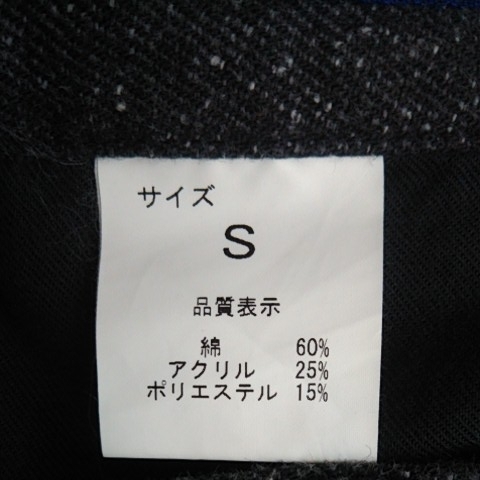 サイズ
S
品質表示
綿 60%
アクリル 25%
ポリエステル 15%